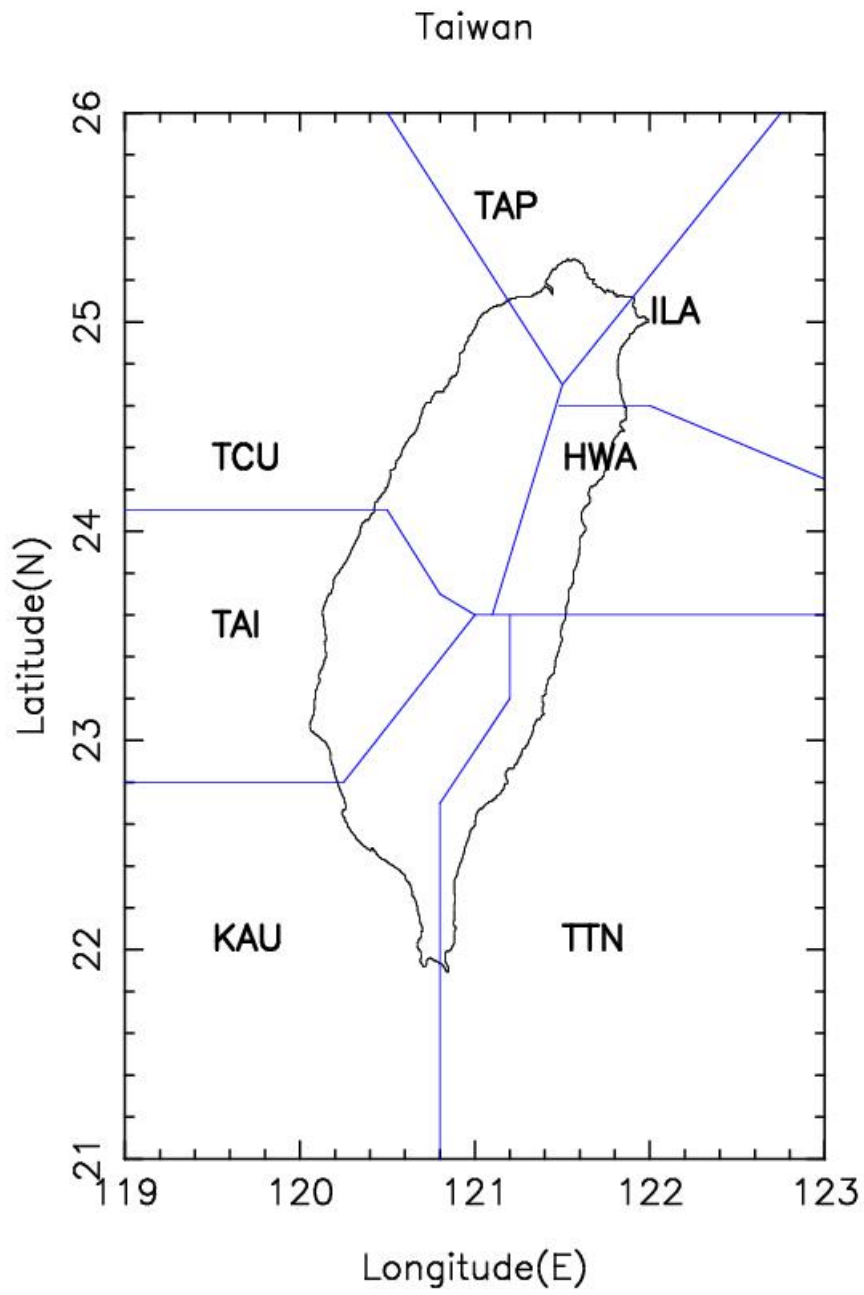 Taiwan
26
TAP
25
ILA
TCU
HWA
24
TAI
Latitude(N)
23
KAU
TTN
22
21
119 120 121 122 123
Longitude(E)